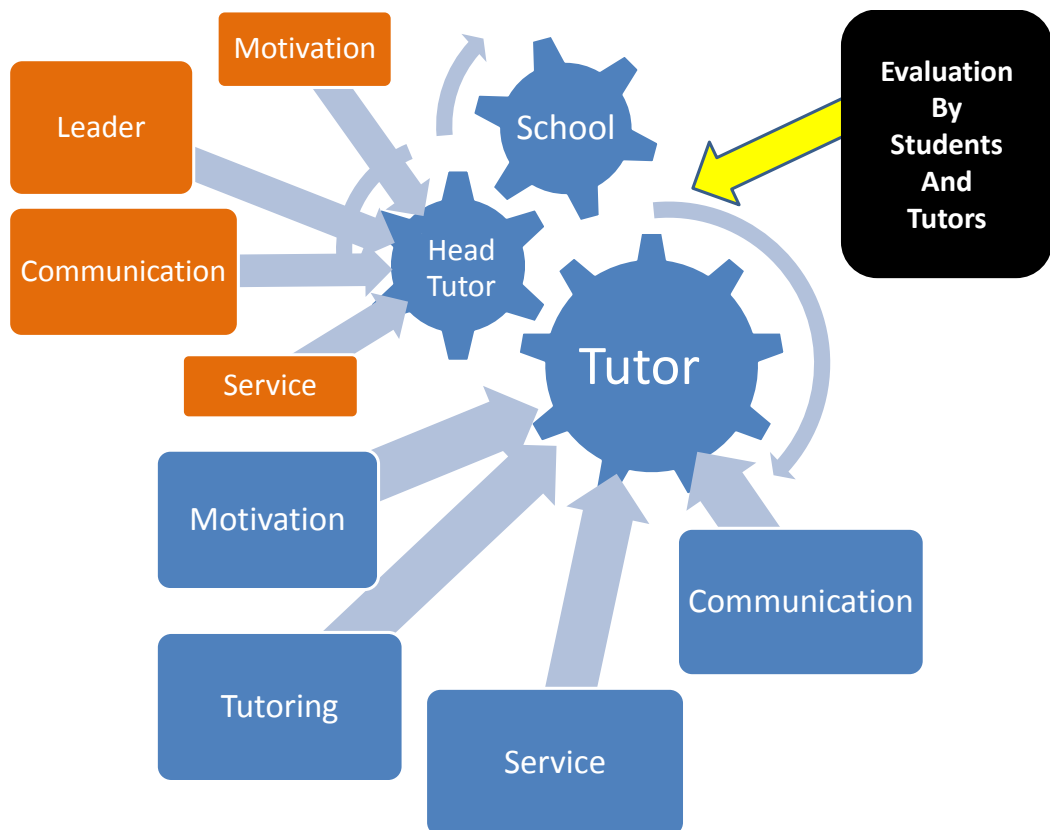 Motivation
Leader
Communication
Service
School
Head
Tutor
Evaluation
By
Students
And
Tutors
Tutor
Motivation
Tutoring
Service
Communication